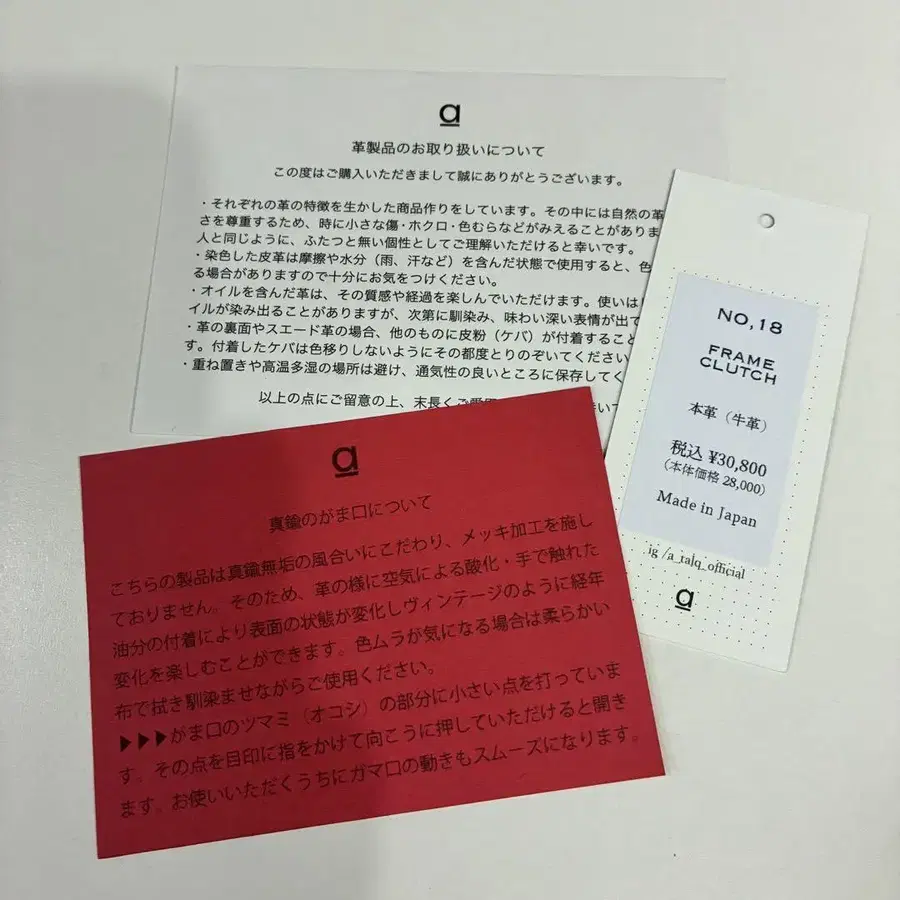 a
革製品のお取り扱いについて
この度はご購入いただきまして誠にありがとうございます。
・それぞれの革の特徴を生かした商品作りをしています。その中には自然の革
さを尊重するため、時に小さな傷・ホクロ・色むらなどがみえることがありま
人と同じように、ふたつと無い個性としてご理解いただけると幸いです。
・染色した皮革は摩擦や水分（雨、汗など）を含んだ状態で使用すると、色
る場合がありますので十分にお気をつけください。
・オイルを含んだ革は、その質感や経過を楽しんでいただけます。使いは
イルが染み出ることがありますが、次第に馴染み、味わい深い表情が出て
・革の裏面やスエード革の場合、他のものに皮粉（ケバ）が付着すること
す。付着したケバは色移りしないようにその都度とりのぞいてください
・重ね置きや高温多湿の場所は避け、通気性の良いところに保存してく
以上の点にご留意の上、末長くご愛
NO,18
FRAME
CLUTCH
本革（牛革）
税込 ¥30,800
（本体価格 28,000）
Made in Japan
ig /a_ralq_official
a
a
真鍮のがま口について
こちらの製品は真鍮無垢の風合いにこだわり、メッキ加工を施し
ておりません。そのため、革の様に空気による酸化・手で触れた
油分の付着により表面の状態が変化しヴィンテージのように経年
変化を楽しむことができます。色ムラが気になる場合は柔らかい
布で拭き馴染ませながらご使用ください。
▶▶▶がま口のツマミ（オコシ）の部分に小さい点を打っていま
す。その点を目印に指をかけて向こうに押していただけると開き
ます。お使いいただくうちにガマ口の動きもスムーズになります。